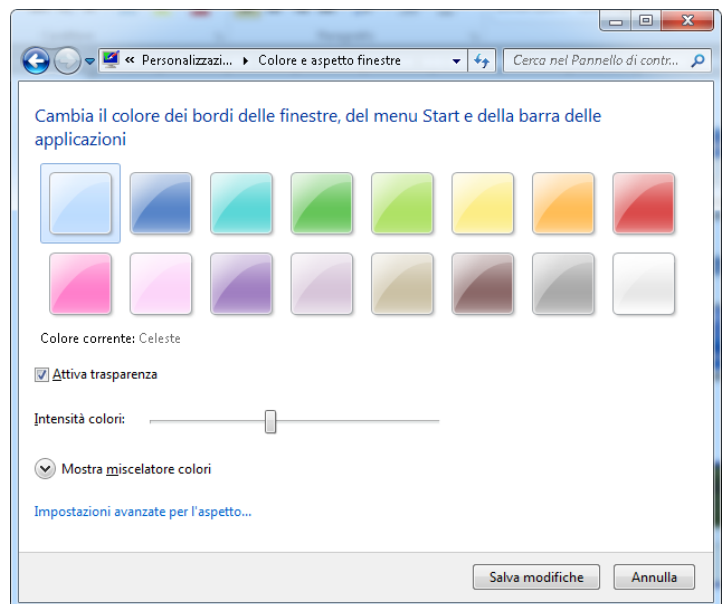 « Personalizzazi... ▸ Colore e aspetto finestre
Cerca nel Pannello di contr...
Cambia il colore dei bordi delle finestre, del menu Start e della barra delle
applicazioni
Colore corrente: Celeste
Attiva trasparenza
Intensità colori:
Mostra miscelatore colori
Impostazioni avanzate per l'aspetto...
Salva modifiche
Annulla